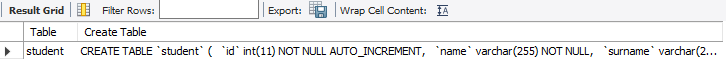 Result Grid Filter Rows: Export: Wrap Cell Content:
Table Create Table
student CREATE TABLE `student` ( `id` int(11) NOT NULL AUTO_INCREMENT, `name` varchar(255) NOT NULL, `surname` varchar(2...